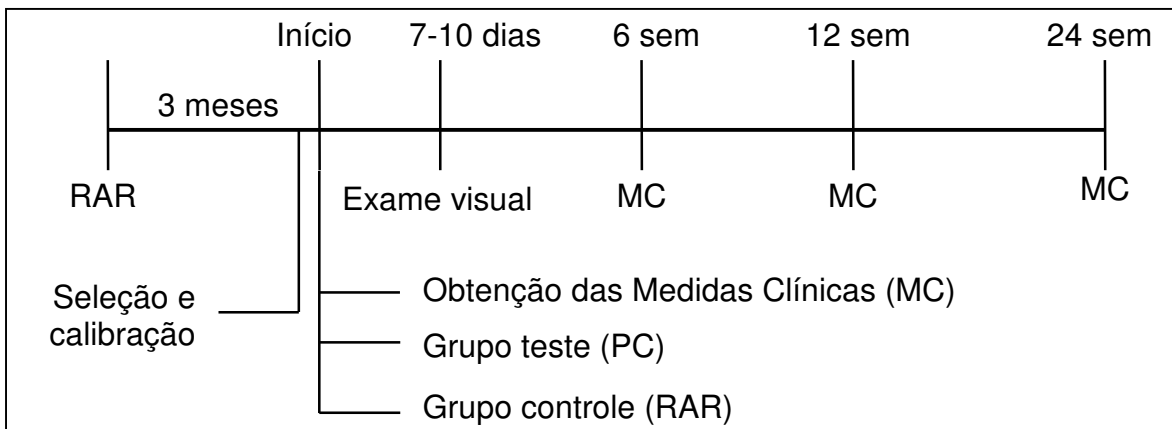 Início 7-10 dias 6 sem 12 sem 24 sem
3 meses
RAR Exame visual MC MC MC
Seleção e
calibração
Obtenção das Medidas Clínicas (MC)
Grupo teste (PC)
Grupo controle (RAR)